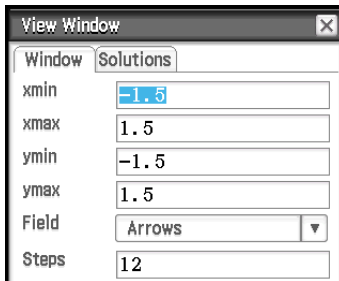 View Window
Window Solutions
xmin -1.5
xmax 1.5
ymin -1.5
ymax 1.5
Field Arrows
Steps 12